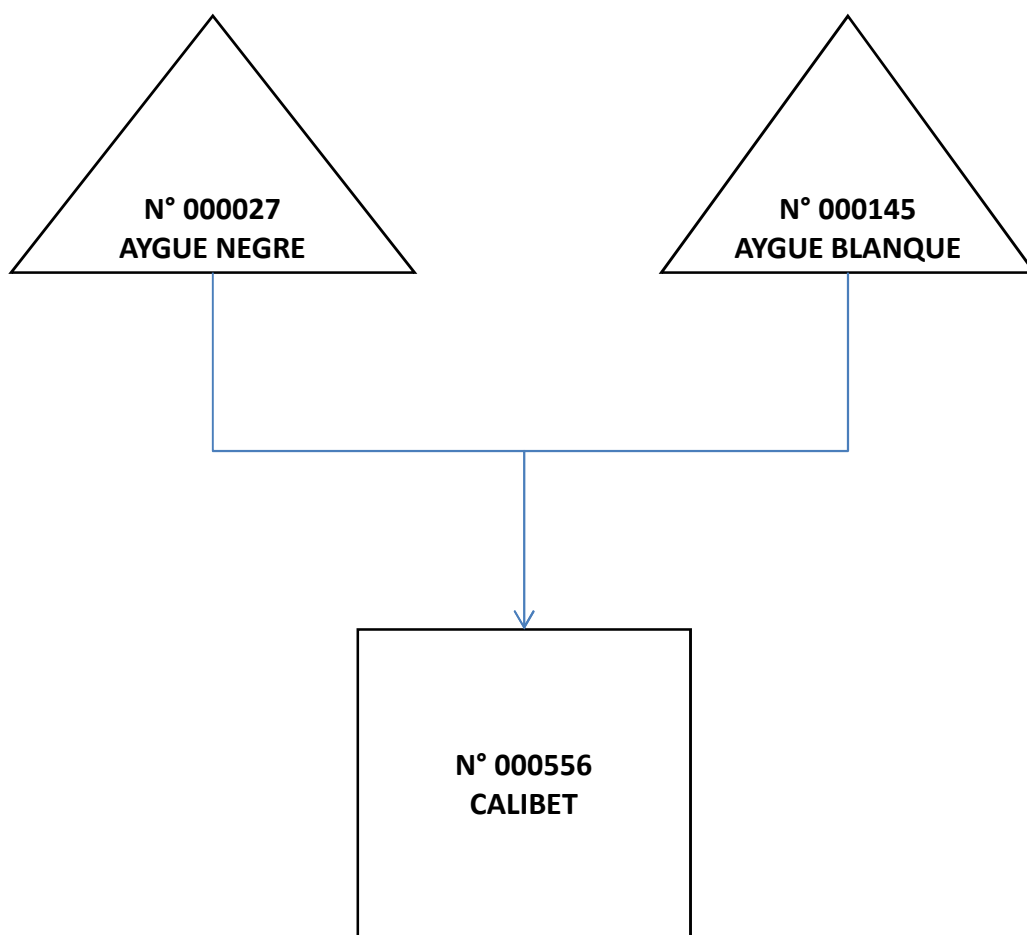 N° 000027
AYGUE NEGRE
N° 000145
AYGUE BLANQUE
N° 000556
CALIBET